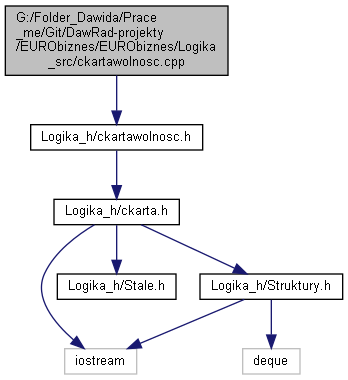 G:/Folder_Dawida/Prace
_me/Git/DawRad-projekty
/EURObiznes/EURObiznes/Logika
_src/ckartawolnosc.cpp
Logika_h/ckartawolnosc.h
Logika_h/ckarta.h
Logika_h/Stale.h
Logika_h/Struktury.h
iostream
deque